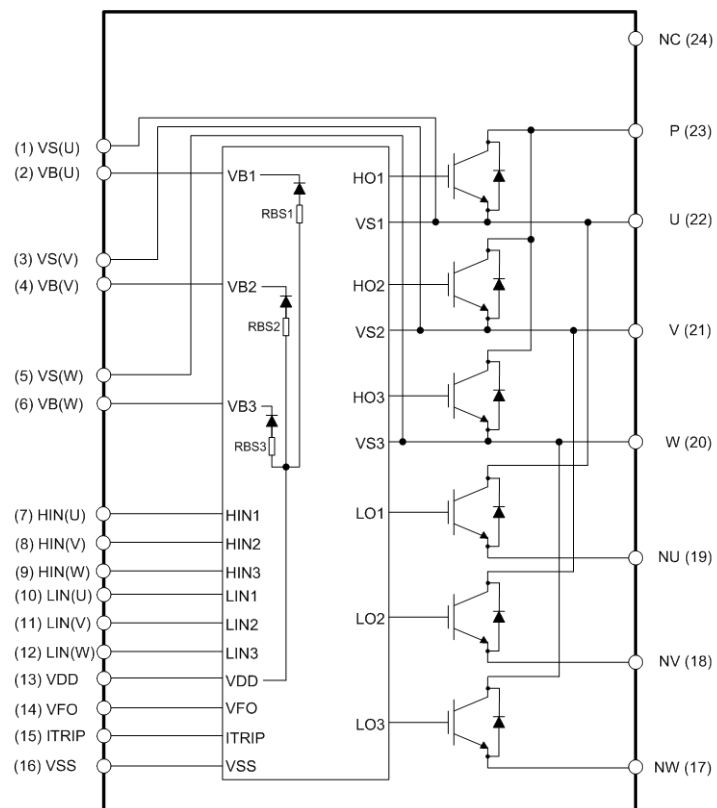 NC (24)
P (23)
(1) VS(U)
(2) VB(U)
VB1
HO1
RBS1
VS1
U (22)
(3) VS(V)
(4) VB(V)
VB2
HO2
RBS2
VS2
V (21)
(5) VS(W)
(6) VB(W)
VB3
HO3
RBS3
VS3
W (20)
(7) HIN(U)
HIN1
LO1
(8) HIN(V)
HIN2
NU (19)
(9) HIN(W)
HIN3
(10) LIN(U)
LIN1
(11) LIN(V)
LIN2
LO2
(12) LIN(W)
LIN3
NV (18)
(13) VDD
VDD
(14) VFO
VFO
LO3
(15) ITRIP
ITRIP
(16) VSS
VSS
NW (17)